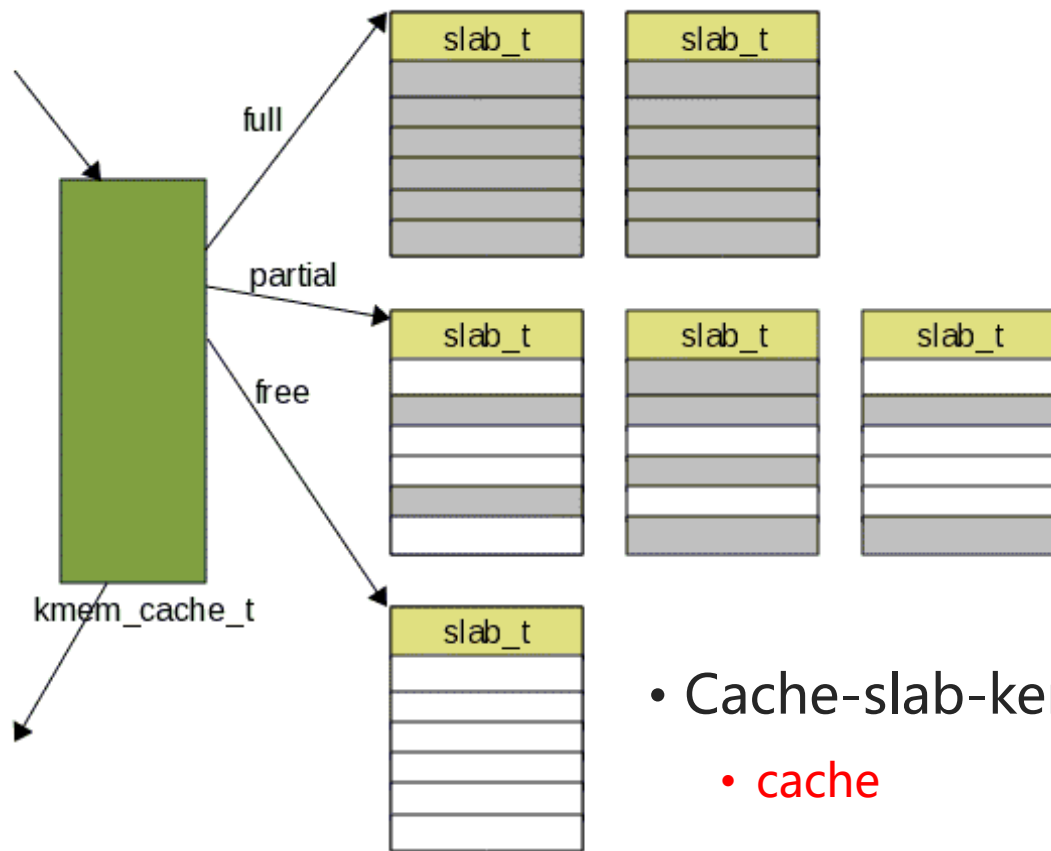 slab_t slab_t
full
partial
slab_t slab_t slab_t
free
kmem_cache_t
slab_t
• Cache-slab-ke
• cache